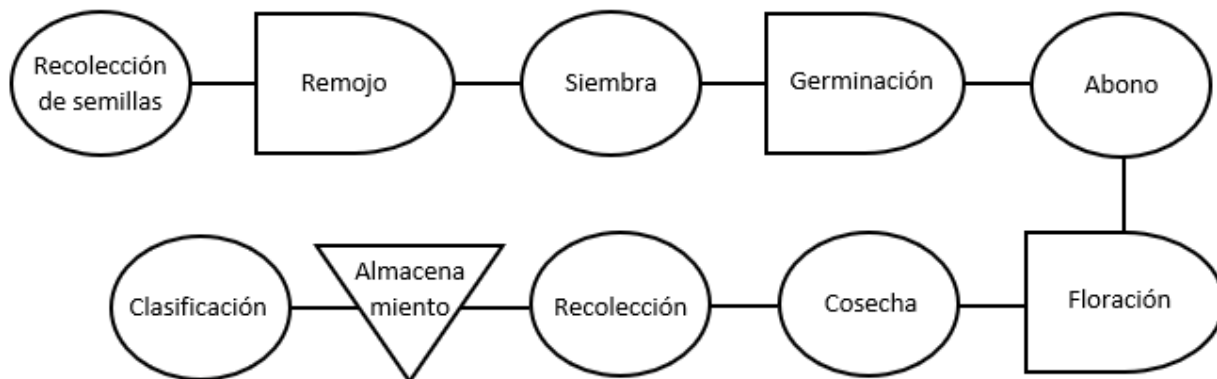 Recolección
de semillas
Remojo
Siembra
Germinación
Abono
Floración
Cosecha
Recolección
Almacena
miento
Clasificación